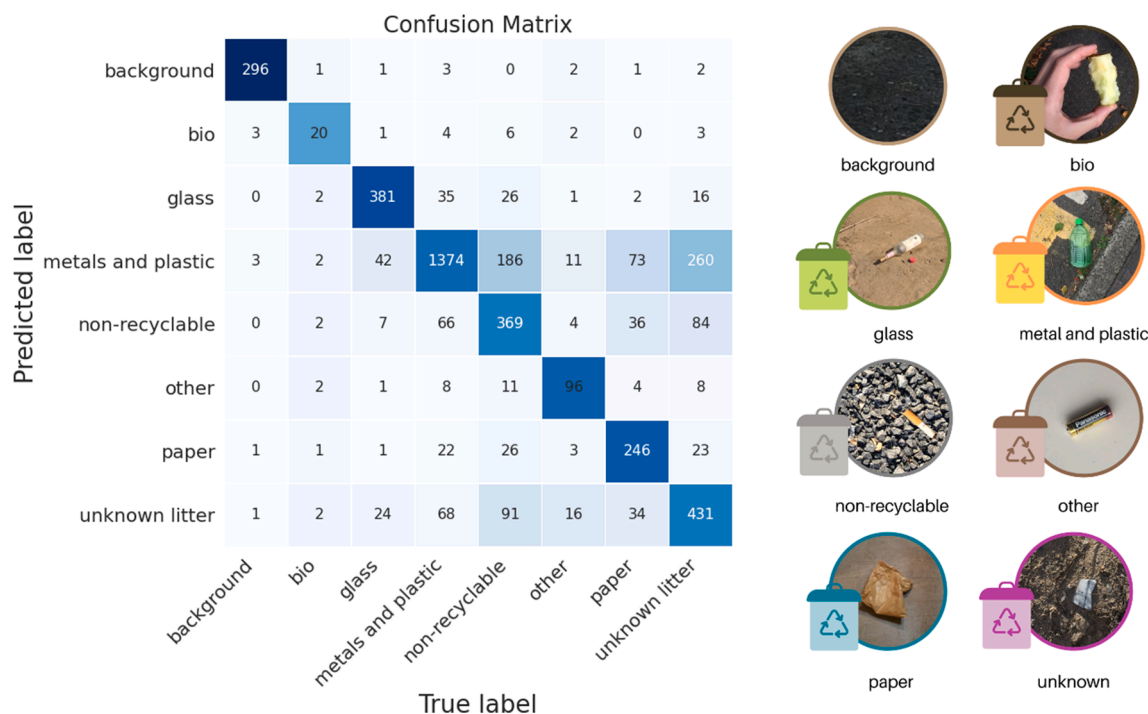 Confusion Matrix
Predicted label
background 296 1 1 3 0 2 1 2
bio 3 20 1 4 6 2 0 3
glass 0 2 381 35 26 1 2 16
metals and plastic 3 2 42 1374 186 11 73 260
non-recyclable 0 2 7 66 369 4 36 84
other 0 2 1 8 11 96 4 8
paper 1 1 1 22 26 3 246 23
unknown litter 1 2 24 68 91 16 34 431
background bio glass metals and plastic non-recyclable other paper unknown litter
True label
background
bio
glass
metal and plastic
non-recyclable
Panasonic
other
paper
unknown